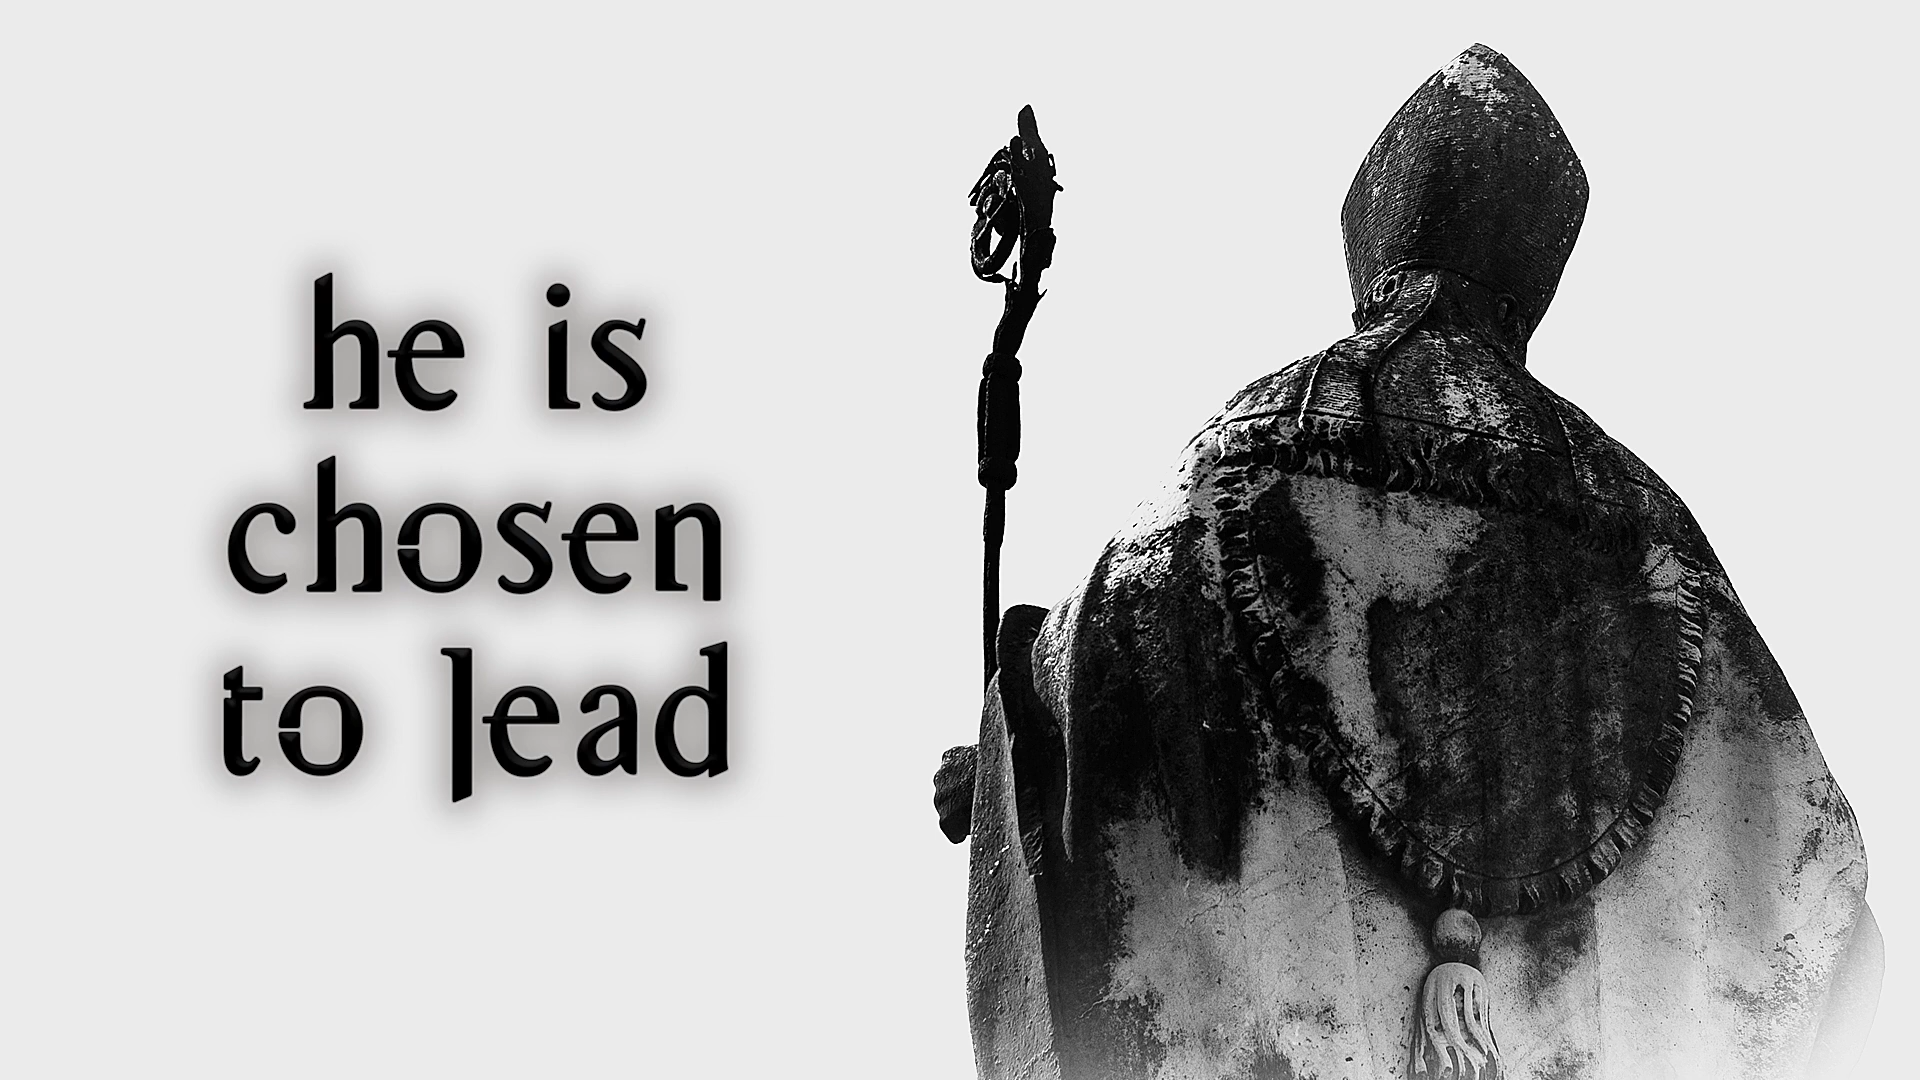 he is
chosen
to lead